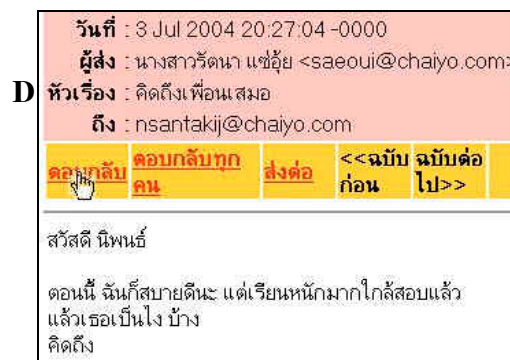 วันที่ : 3 Jul 2004 20:27:04 -0000
ผู้ส่ง : นางสาวรัตนา แซ่อุ้ย <saeoui@chaiyo.com>
D หัวเรื่อง : คิดถึงเพื่อนเสมอ
ถึง : nsantakij@chaiyo.com
ตอบกลับ ตอบกลับทุกคน ส่งต่อ <<ฉบับก่อน ฉบับต่อไป>>
สวัสดี นิพนธ์
ตอนนี้ ฉันก็สบายดีนะ แต่เรียนหนักมากใกล้สอบแล้ว
แล้วเธอเป็นไง บ้าง
คิดถึง